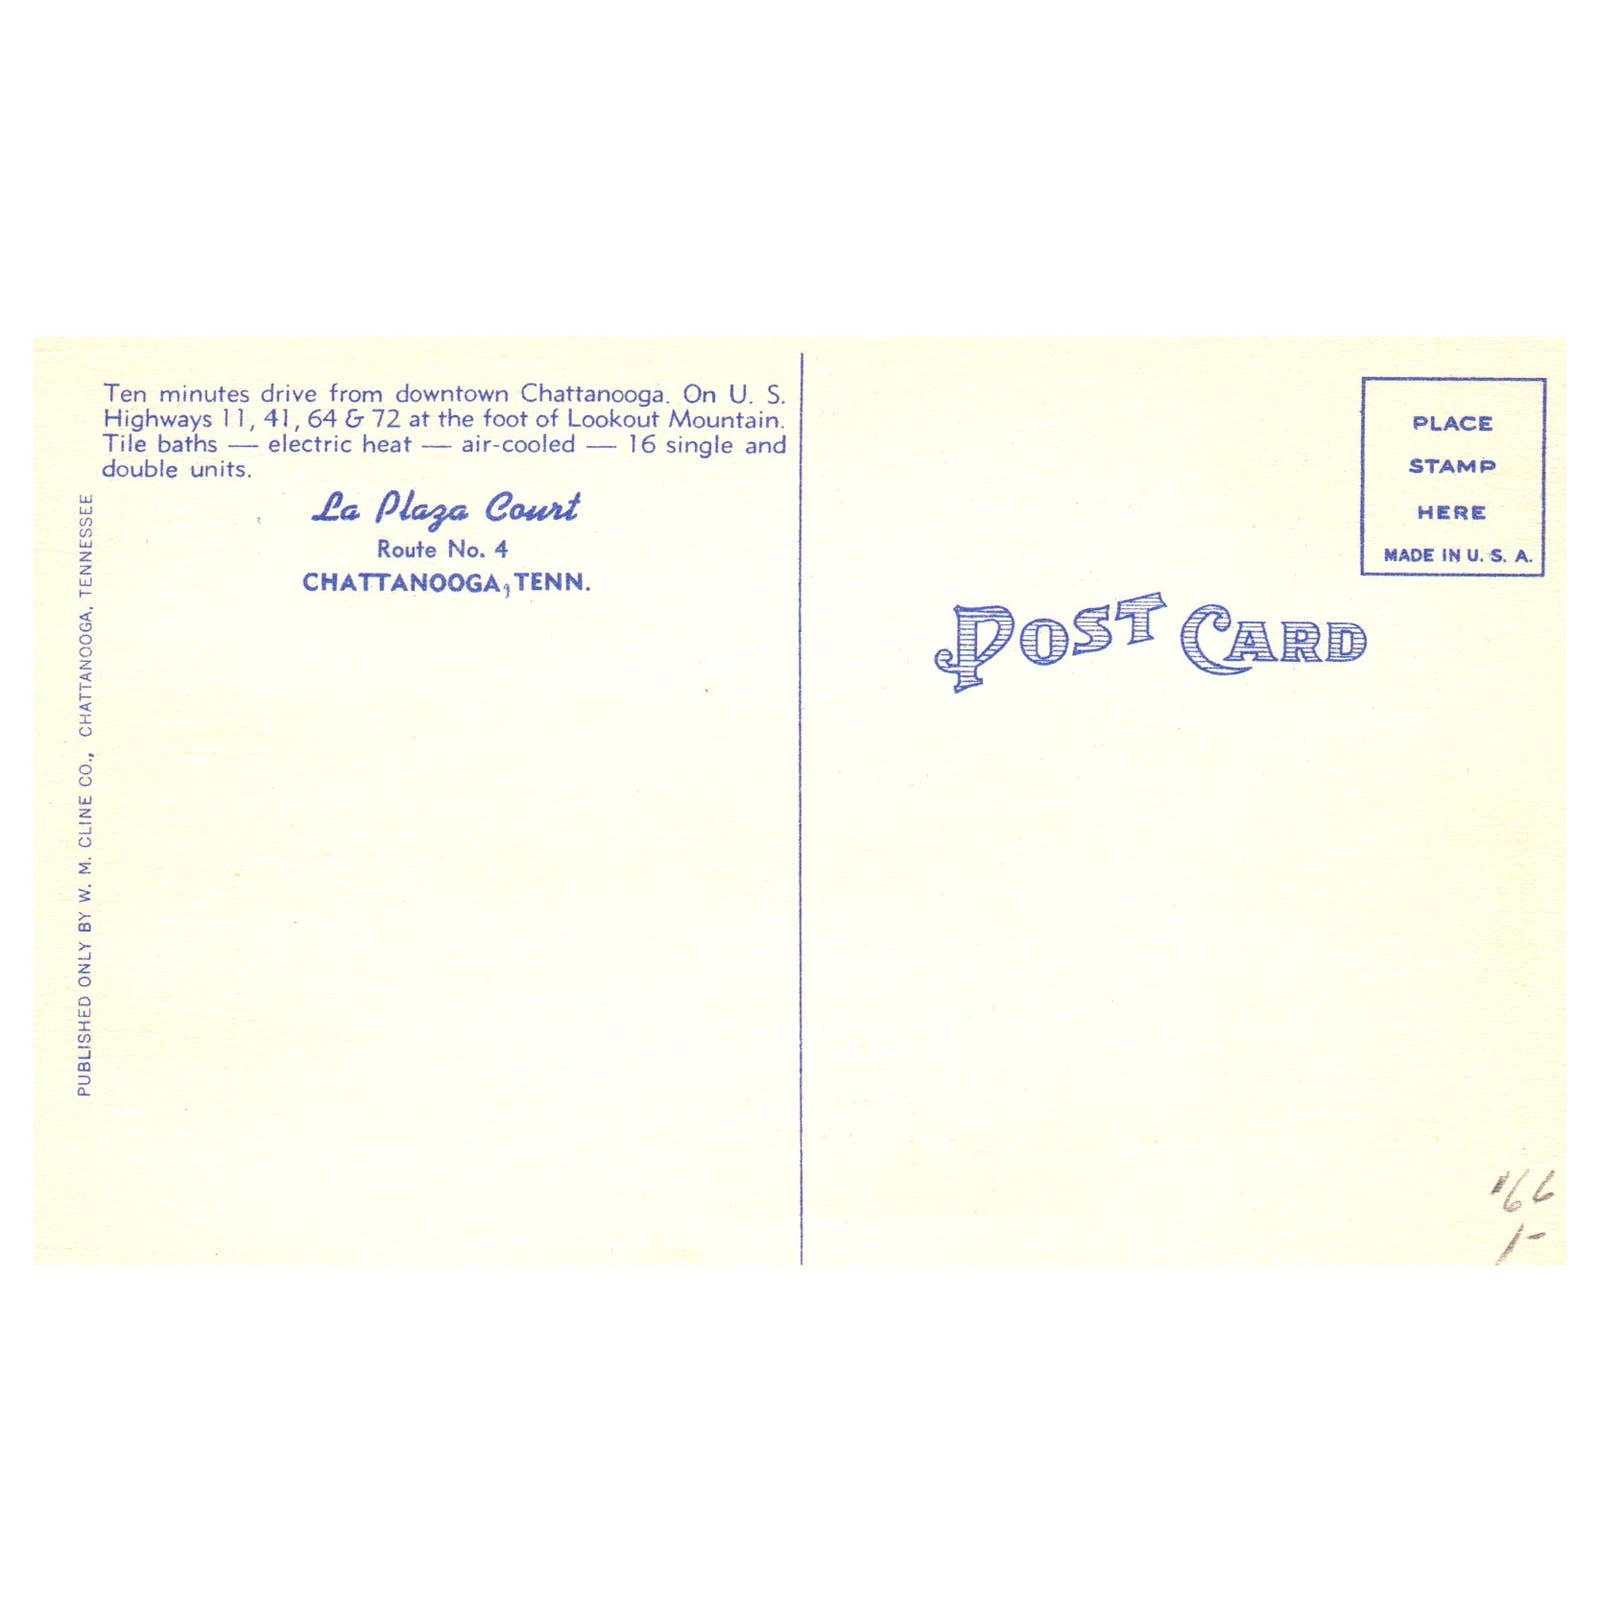 Ten minutes drive from downtown Chattanooga. On U. S.
Highways 11, 41, 64 & 72 at the foot of Lookout Mountain.
Tile baths — electric heat — air-cooled — 16 single and
double units.
La Plaza Court
Route No. 4
CHATTANOOGA, TENN.
PUBLISHED ONLY BY W. M. CLINE CO., CHATTANOOGA, TENNESSEE
PLACE
STAMP
HERE
MADE IN U. S. A.
POST CARD
'66
1-